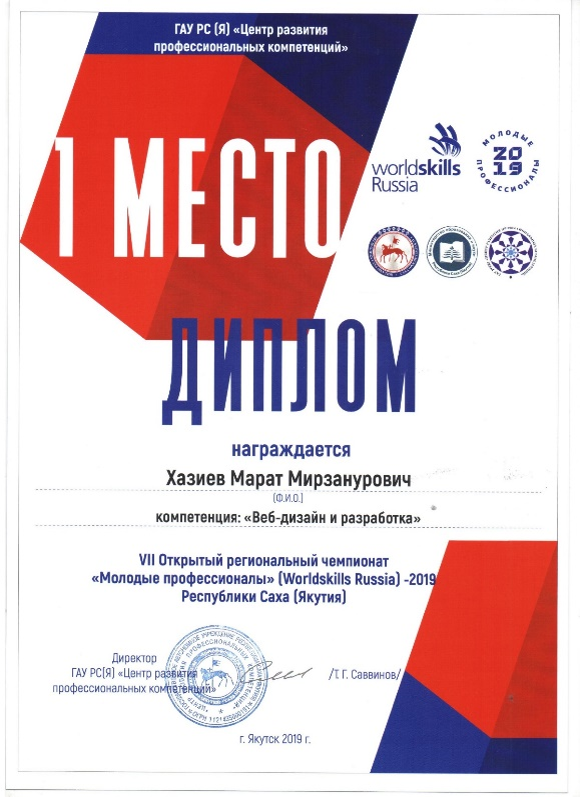 ГАУ РС (Я) «Центр развития
профессиональных компетенций»
1 МЕСТО
worldskills
Russia
МОЛОДЫЕ
2019
ПРОФЕССИОНАЛЫ
ДИПЛОМ
награждается
Хазиев Марат Мирзанурович
(Ф.И.О.)
компетенция: «Веб-дизайн и разработка»
VII Открытый региональный чемпионат
«Молодые профессионалы» (Worldskills Russia) -2019
Республики Саха (Якутия)
Директор
ГАУ РС(Я) «Центр развития
профессиональных компетенций»
/Т. Г. Саввинов/
г. Якутск 2019 г.